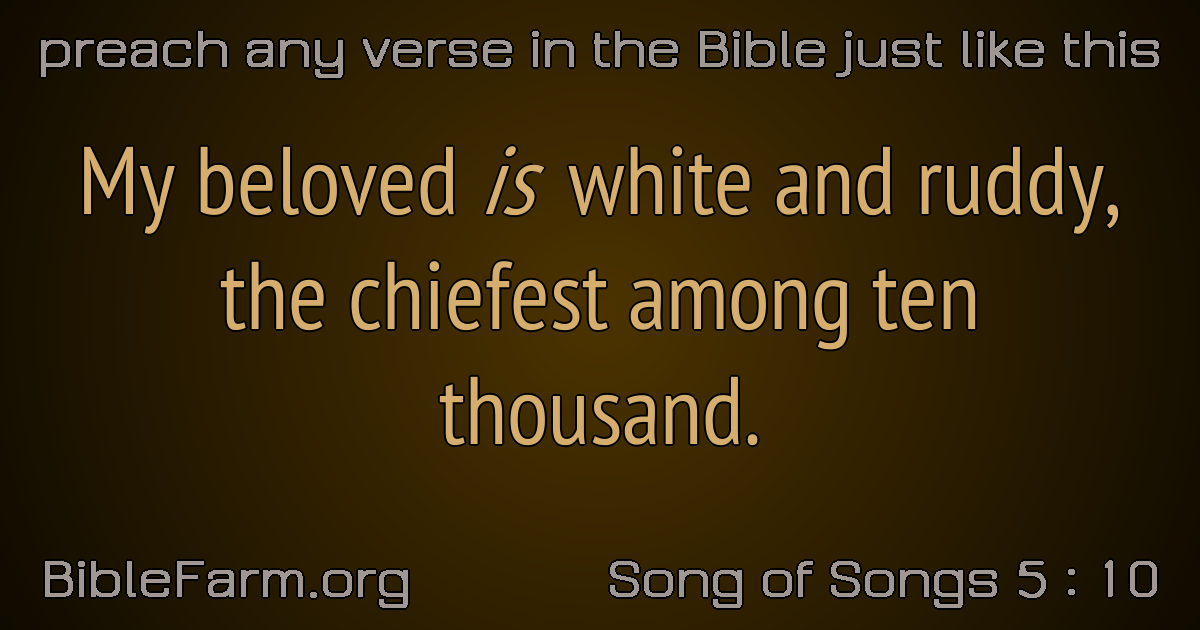 preach any verse in the Bible just like this
My beloved is white and ruddy,
the chiefest among ten
thousand.
BibleFarm.org
Song of Songs 5 : 10